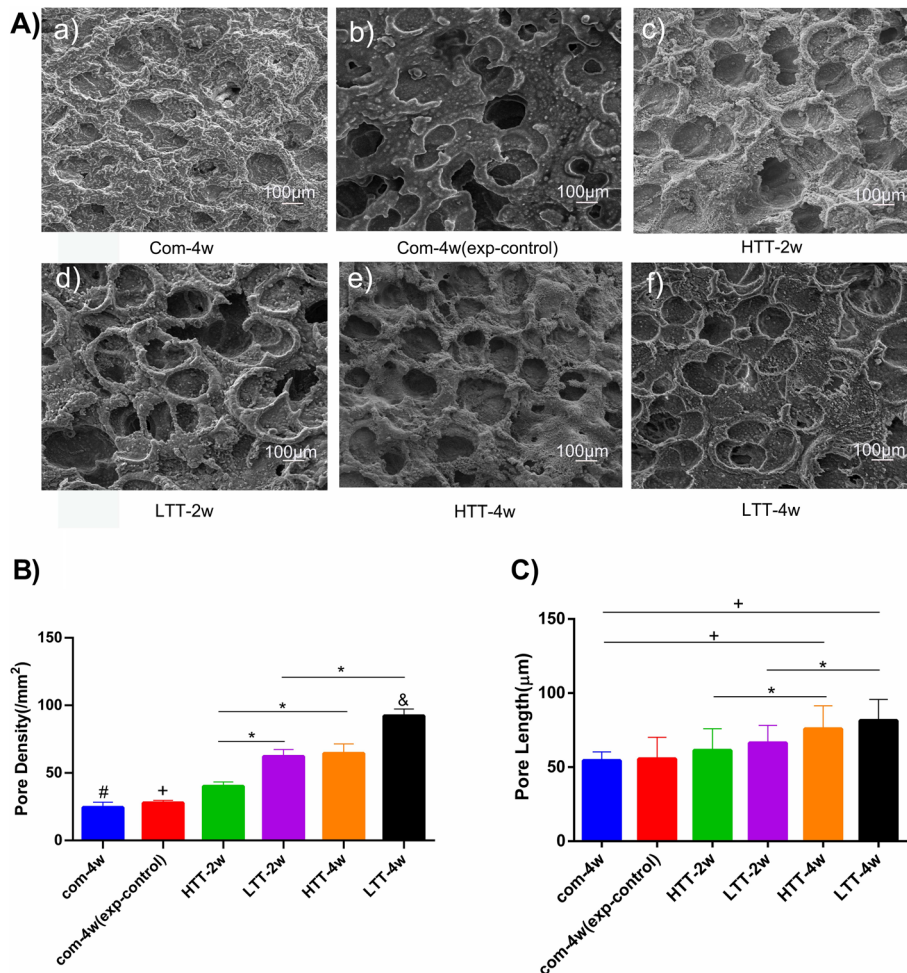 A)
a)
b)
c)
100μm
100μm
100μm
Com-4w
Com-4w(exp-control)
HTT-2w
d)
e)
f)
100μm
100μm
100μm
LTT-2w
HTT-4w
LTT-4w
B)
Pore Density(/mm²)
150
100
50
0
#
+
*
*
*
&
com-4w
com-4w(exp-control)
HTT-2w
LTT-2w
HTT-4w
LTT-4w
C)
Pore Length(μm)
150
100
50
0
+
+
*
*
com-4w
com-4w(exp-control)
HTT-2w
LTT-2w
HTT-4w
LTT-4w